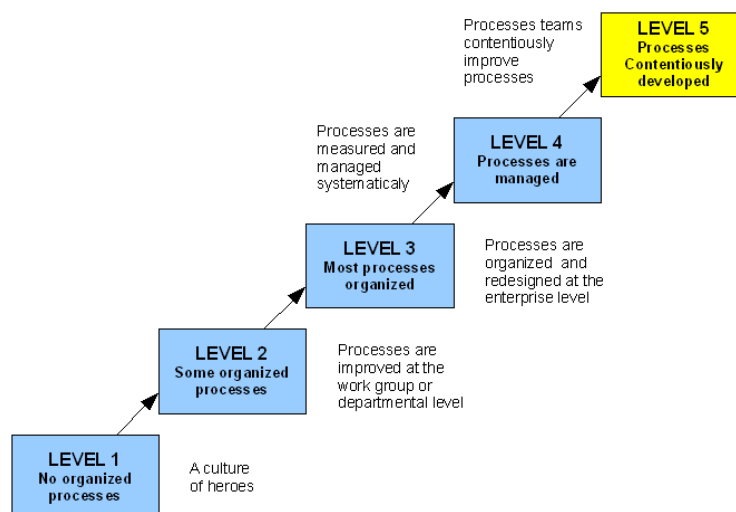 Processes teams
contentiously
improve
processes
LEVEL 5
Processes
Contentiously
developed
Processes are
measured and
managed
systematicaly
LEVEL 4
Processes are
managed
LEVEL 3
Most processes
organized
Processes are
organized and
redesigned at the
enterprise level
LEVEL 2
Some organized
processes
Processes are
improved at the
work group or
departmental level
LEVEL 1
No organized
processes
A culture
of heroes